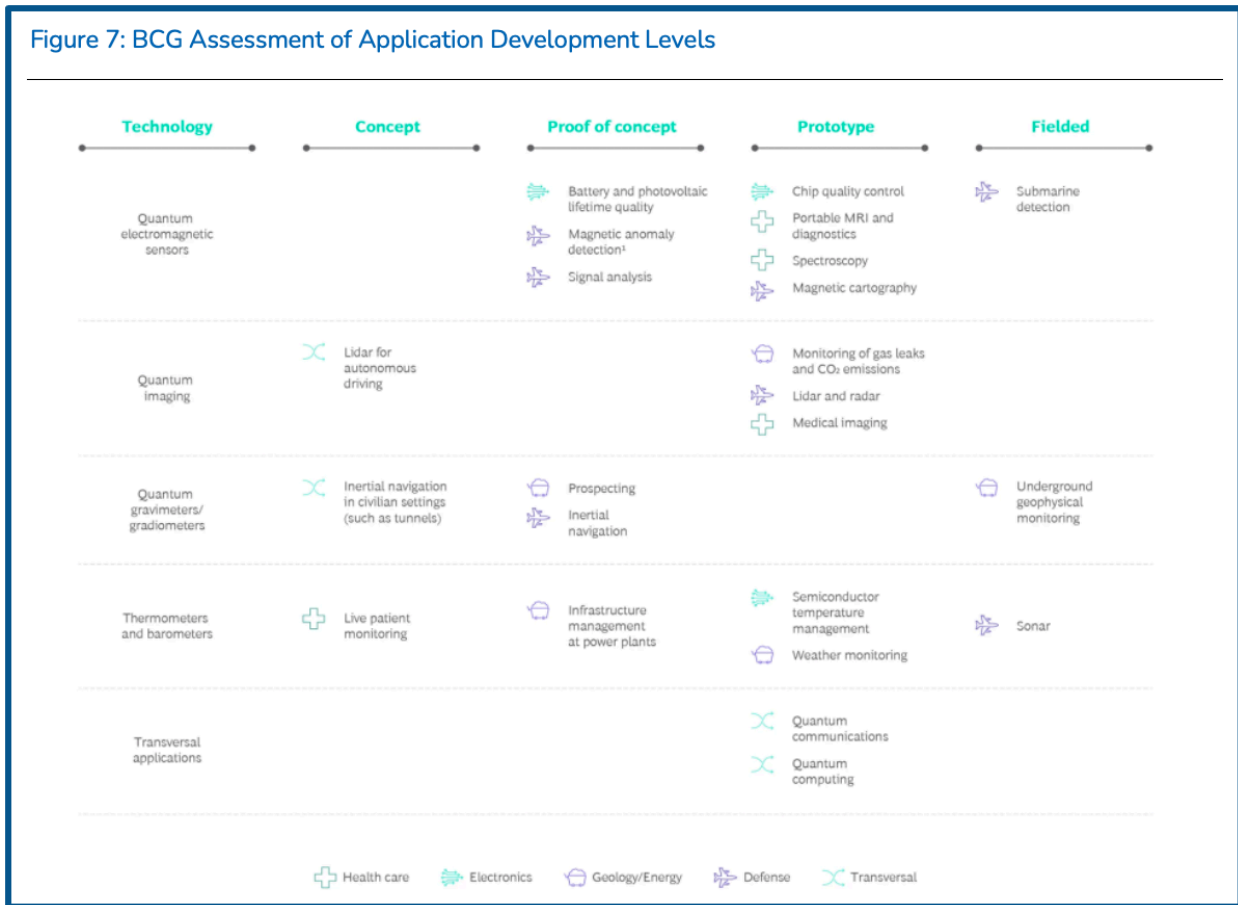 Figure 7: BCG Assessment of Application Development Levels
Technology
Concept
Proof of concept
Prototype
Fielded
Quantum
electromagnetic
sensors
Battery and photovoltaic
lifetime quality
Magnetic anomaly
detection¹
Signal analysis
Chip quality control
Portable MRI and
diagnostics
Spectroscopy
Magnetic cartography
Submarine
detection
Quantum
imaging
Lidar for
autonomous
driving
Monitoring of gas leaks
and CO₂ emissions
Lidar and radar
Medical imaging
Quantum
gravimeters/
gradiometers
Inertial navigation
in civilian settings
(such as tunnels)
Prospecting
Inertial
navigation
Underground
geophysical
monitoring
Thermometers
and barometers
Live patient
monitoring
Infrastructure
management
at power plants
Semiconductor
temperature
management
Weather monitoring
Sonar
Transversal
applications
Quantum
communications
Quantum
computing
Health care
Electronics
Geology/Energy
Defense
Transversal